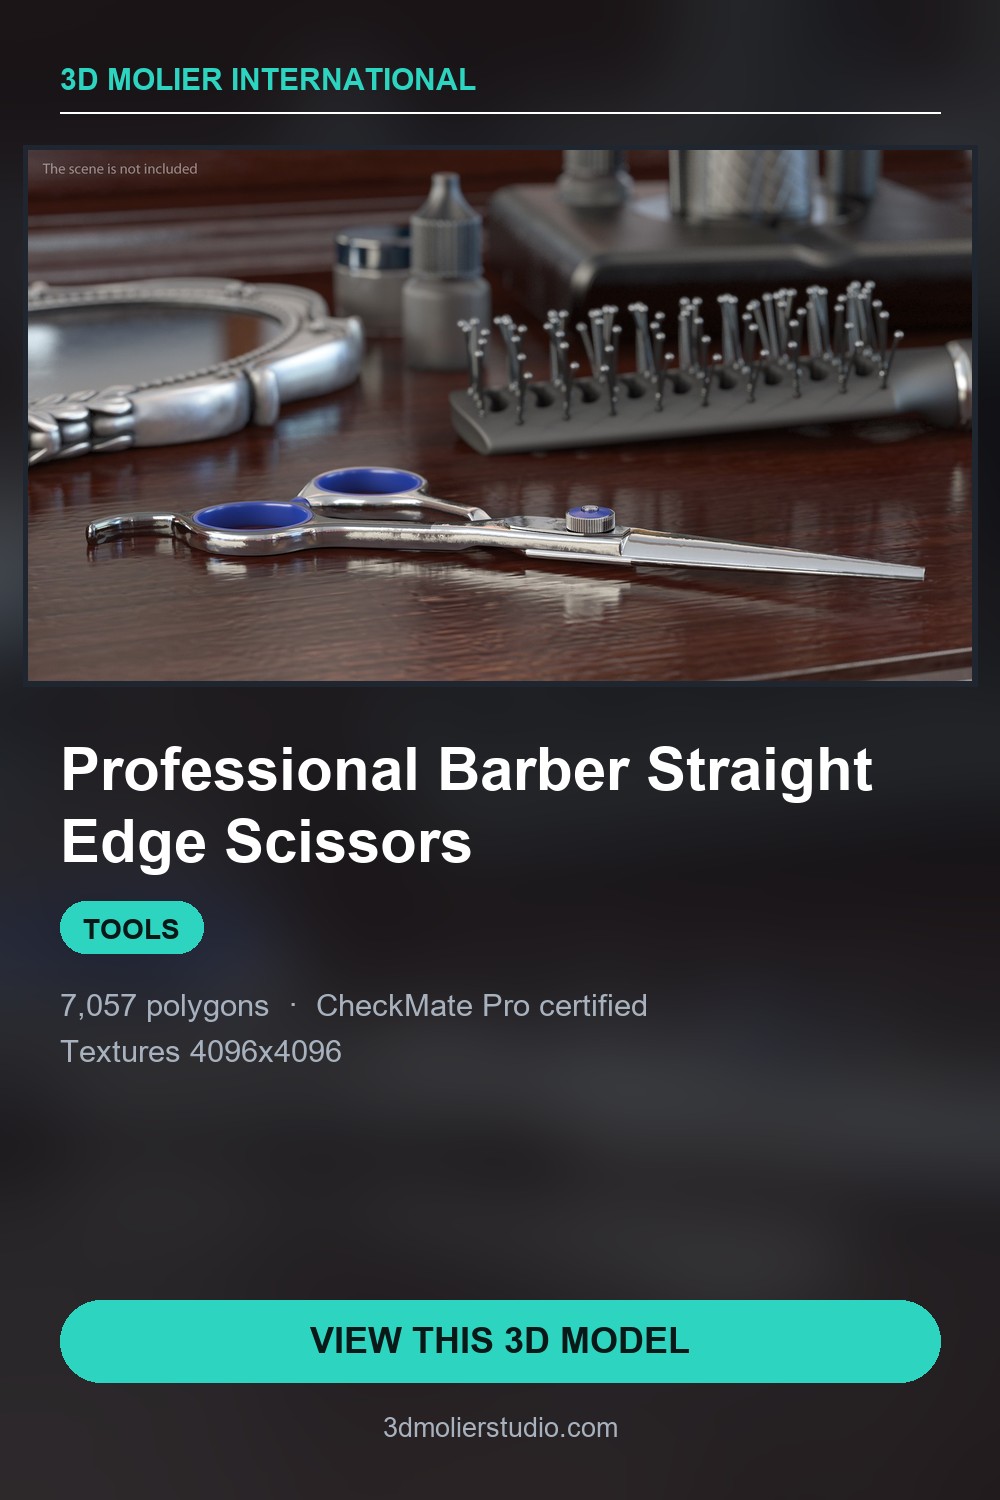 3D MOLIER INTERNATIONAL
The scene is not included
Professional Barber Straight
Edge Scissors
TOOLS
7,057 polygons · CheckMate Pro certified
Textures 4096x4096
VIEW THIS 3D MODEL
3dmolierstudio.com